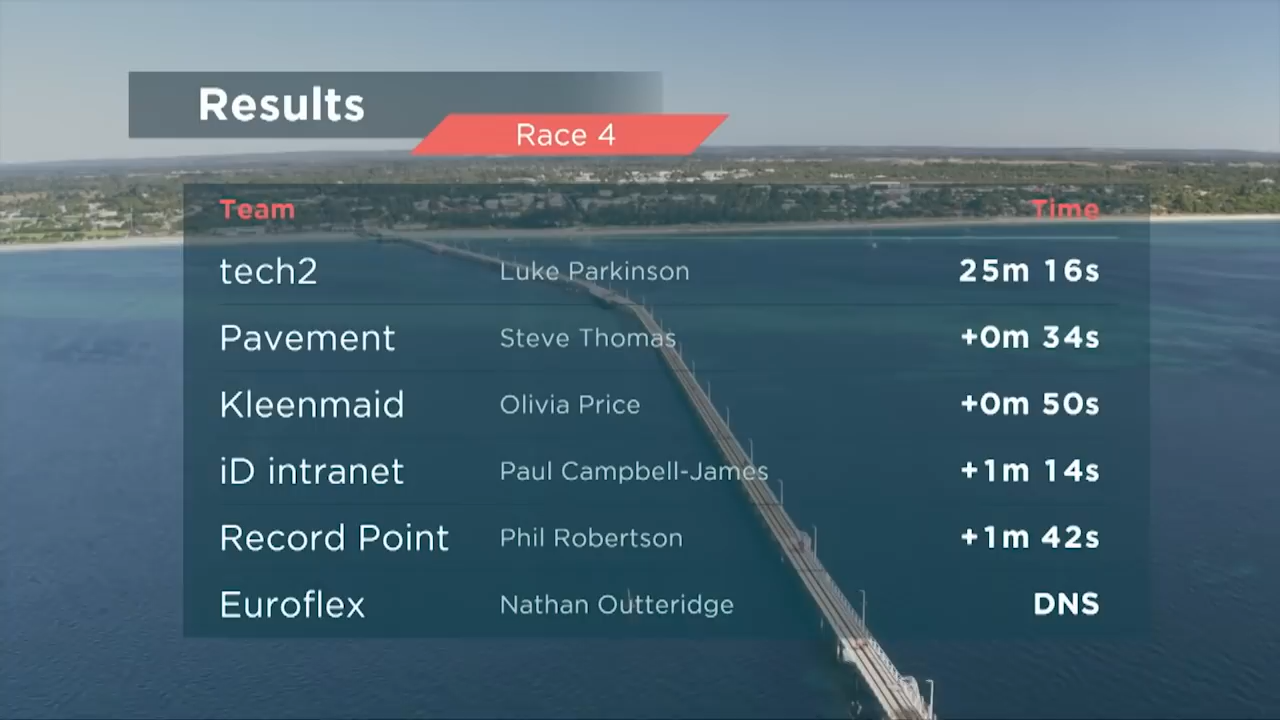 Results
Race 4
Team Time
tech2 Luke Parkinson 25m 16s
Pavement Steve Thomas +0m 34s
Kleenmaid Olivia Price +0m 50s
iD intranet Paul Campbell-James +1m 14s
Record Point Phil Robertson +1m 42s
Euroflex Nathan Outteridge DNS